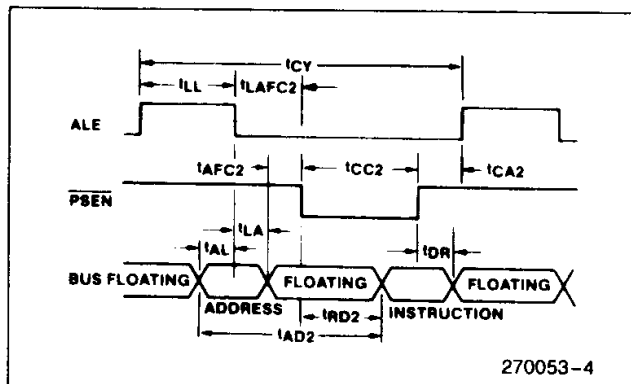 tCY
tLL tLAFC2
ALE
tAFC2 tCC2 tCA2
PSEN
tLA
tAL tDR
BUS FLOATING FLOATING FLOATING
ADDRESS INSTRUCTION
tRD2
tAD2
270053-4